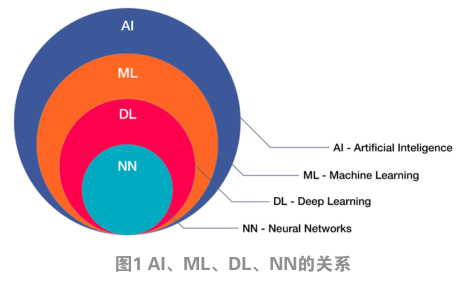 AI
ML
DL
NN
AI - Artificial Inteligence
ML - Machine Learning
DL - Deep Learning
NN - Neural Networks
图1 AI、ML、DL、NN的关系